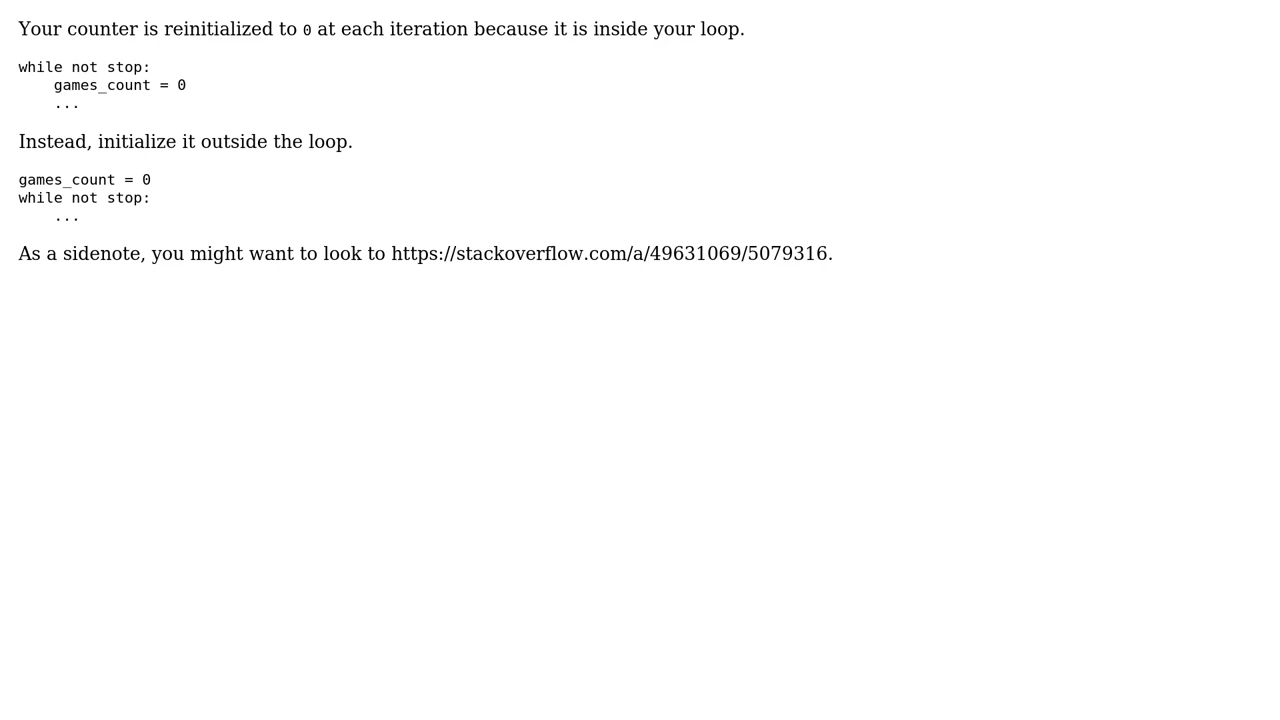 Your counter is reinitialized to 0 at each iteration because it is inside your loop.
while not stop:
    games_count = 0
    ...
Instead, initialize it outside the loop.
games_count = 0
while not stop:
    ...
As a sidenote, you might want to look to https://stackoverflow.com/a/49631069/5079316.